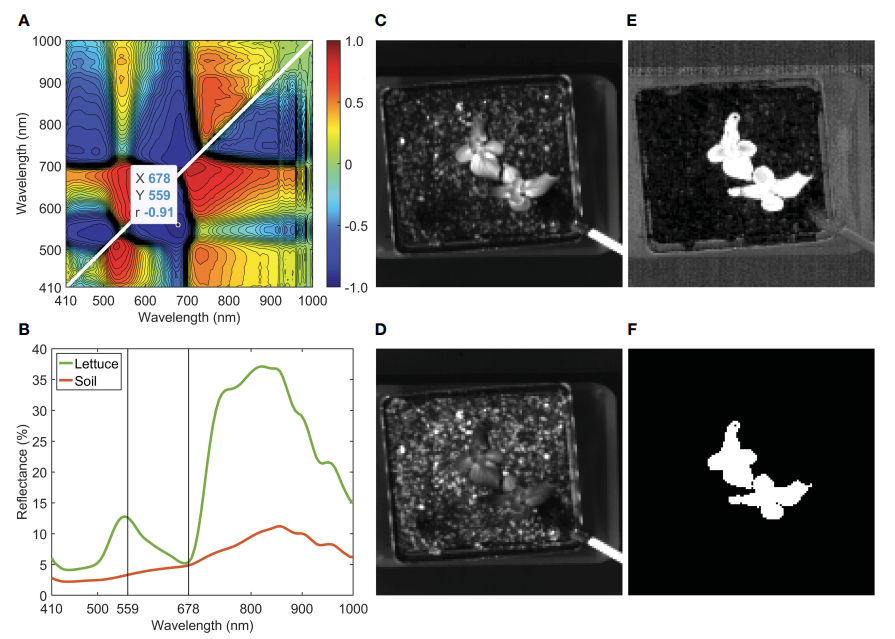 A
1000
900
800
700
600
500
410
Wavelength (nm)
410 500 600 700 800 900 1000
Wavelength (nm)
X 678
Y 559
r -0.91
1.0
0.5
0
-0.5
-1.0
C
E
B
40
35
30
25
20
15
10
5
0
Reflectance (%)
Lettuce
Soil
410 500 559 678 800 900 1000
Wavelength (nm)
D
F